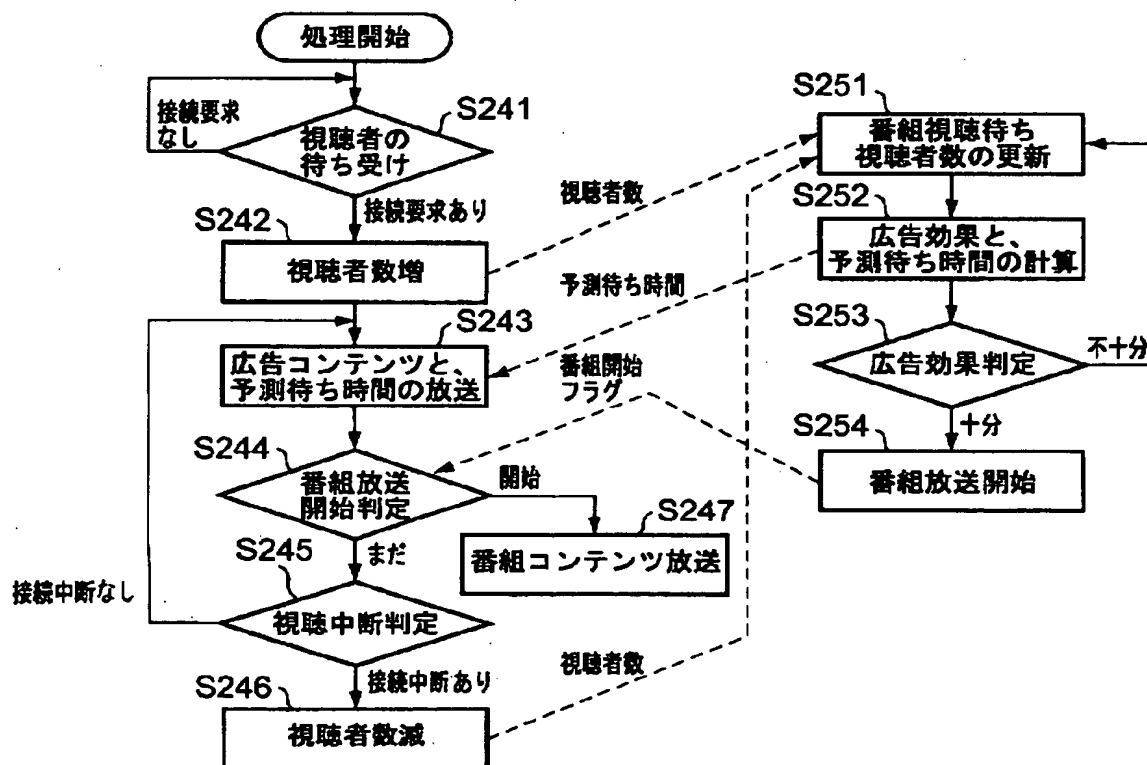 処理開始
接続要求
なし
S241
視聴者の
待ち受け
接続要求あり
S242
視聴者数増
視聴者数
S243
広告コンテンツと、
予測待ち時間の放送
予測待ち時間
S244
番組放送
開始判定
番組開始
フラグ
開始
S247
番組コンテンツ放送
まだ
S245
視聴中断判定
接続中断なし
接続中断あり
視聴者数
S246
視聴者数減
S251
番組視聴待ち
視聴者数の更新
S252
広告効果と、
予測待ち時間の計算
S253
広告効果判定
不十分
十分
S254
番組放送開始